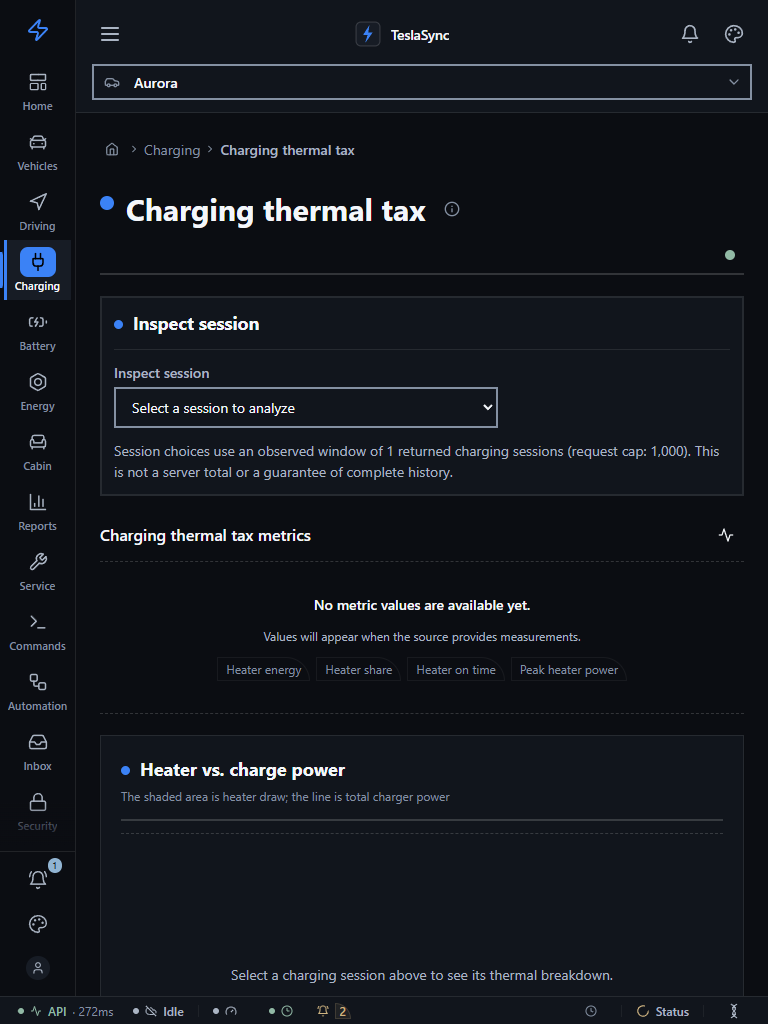 TeslaSync
Aurora
Home
Vehicles
Driving
Charging
Battery
Energy
Cabin
Reports
Service
Commands
Automation
Inbox
Security
1
Charging
Charging thermal tax
Charging thermal tax
Inspect session
Inspect session
Select a session to analyze
Session choices use an observed window of 1 returned charging sessions (request cap: 1,000). This
is not a server total or a guarantee of complete history.
Charging thermal tax metrics
No metric values are available yet.
Values will appear when the source provides measurements.
Heater energy
Heater share
Heater on time
Peak heater power
Heater vs. charge power
The shaded area is heater draw; the line is total charger power
Select a charging session above to see its thermal breakdown.
API · 272ms
Idle
2
Status